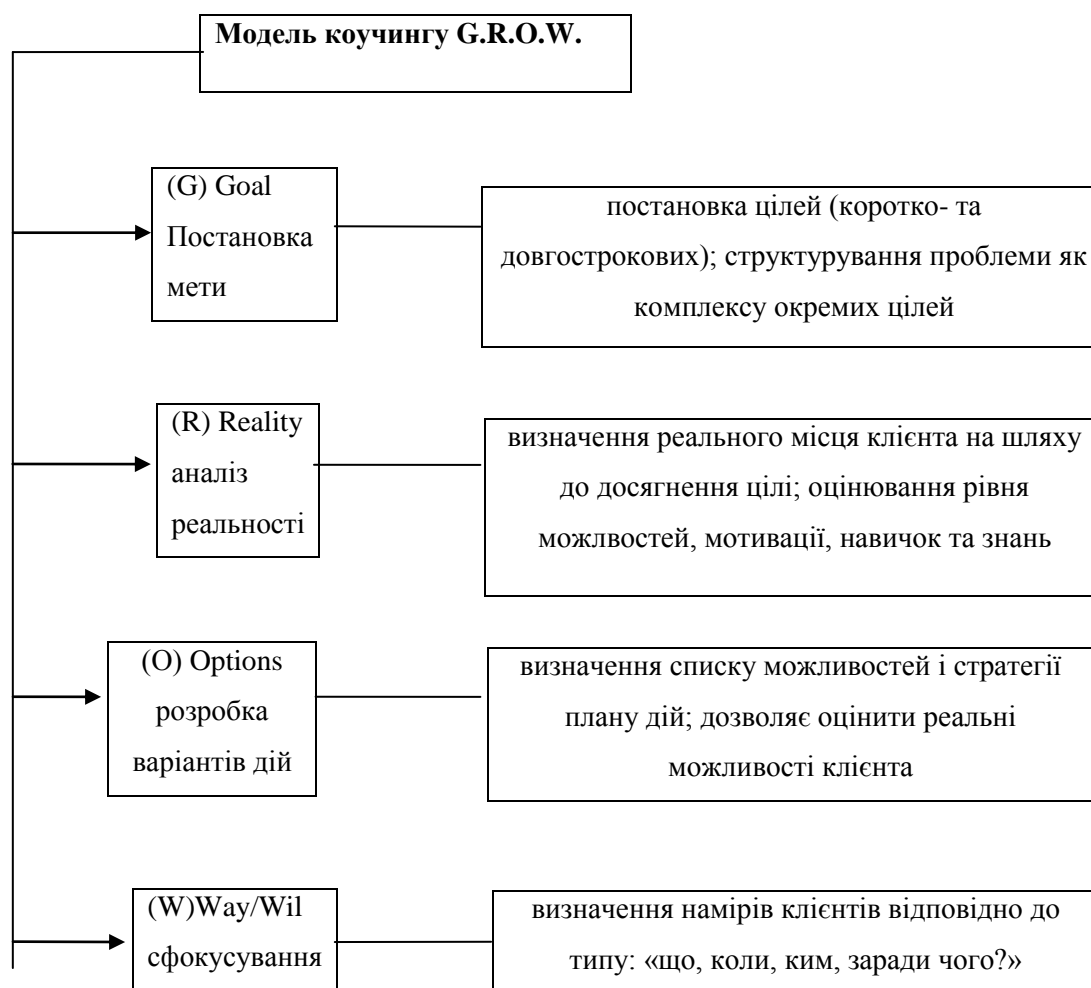 Модель коучингу G.R.O.W.
(G) Goal
Постановка
мети
постановка цілей (коротко- та
довгострокових); структурування проблеми як
комплексу окремих цілей
(R) Reality
аналіз
реальності
визначення реального місця клієнта на шляху
до досягнення цілі; оцінювання рівня
можлвостей, мотивації, навичок та знань
(O) Options
розробка
варіантів дій
визначення списку можливостей і стратегії
плану дій; дозволяє оцінити реальні
можливості клієнта
(W)Way/Wil
сфокусування
визначення намірів клієнтів відповідно до
типу: «що, коли, ким, заради чого?»